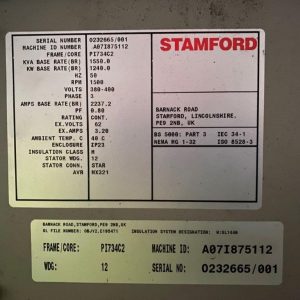 SERIAL NUMBER 0232665/001
MACHINE ID NUMBER A07I875112
FRAME/CORE PI734C2
KVA BASE RATE(BR) 1550.0
KW BASE RATE(BR) 1240.0
HZ 50
RPM 1500
VOLTS 380-400
PHASE 3
AMPS BASE RATE(BR) 2237.2
PF 0.80
RATING CONT.
EX.VOLTS 62
EX.AMPS 3.20
AMBIENT TEMP. C 40 C
ENCLOSURE IP23
INSULATION CLASS H
STATOR WDG. 12
STATOR CONN. STAR
AVR MX321
STAMFORD
BARNACK ROAD
STAMFORD, LINCOLNSHIRE,
PE9 2NB, UK
BS 5000: PART 3 IEC 34-1
NEMA MG 1-32 ISO 8528-3
BARNACK ROAD,STAMFORD,PE9 2NB,UK
INSULATION SYSTEM DESIGNATION:
FRAME/CORE: PI734C2 MACHINE ID: A07I875112
WDG: 12 SERIAL NO: 0232665/001